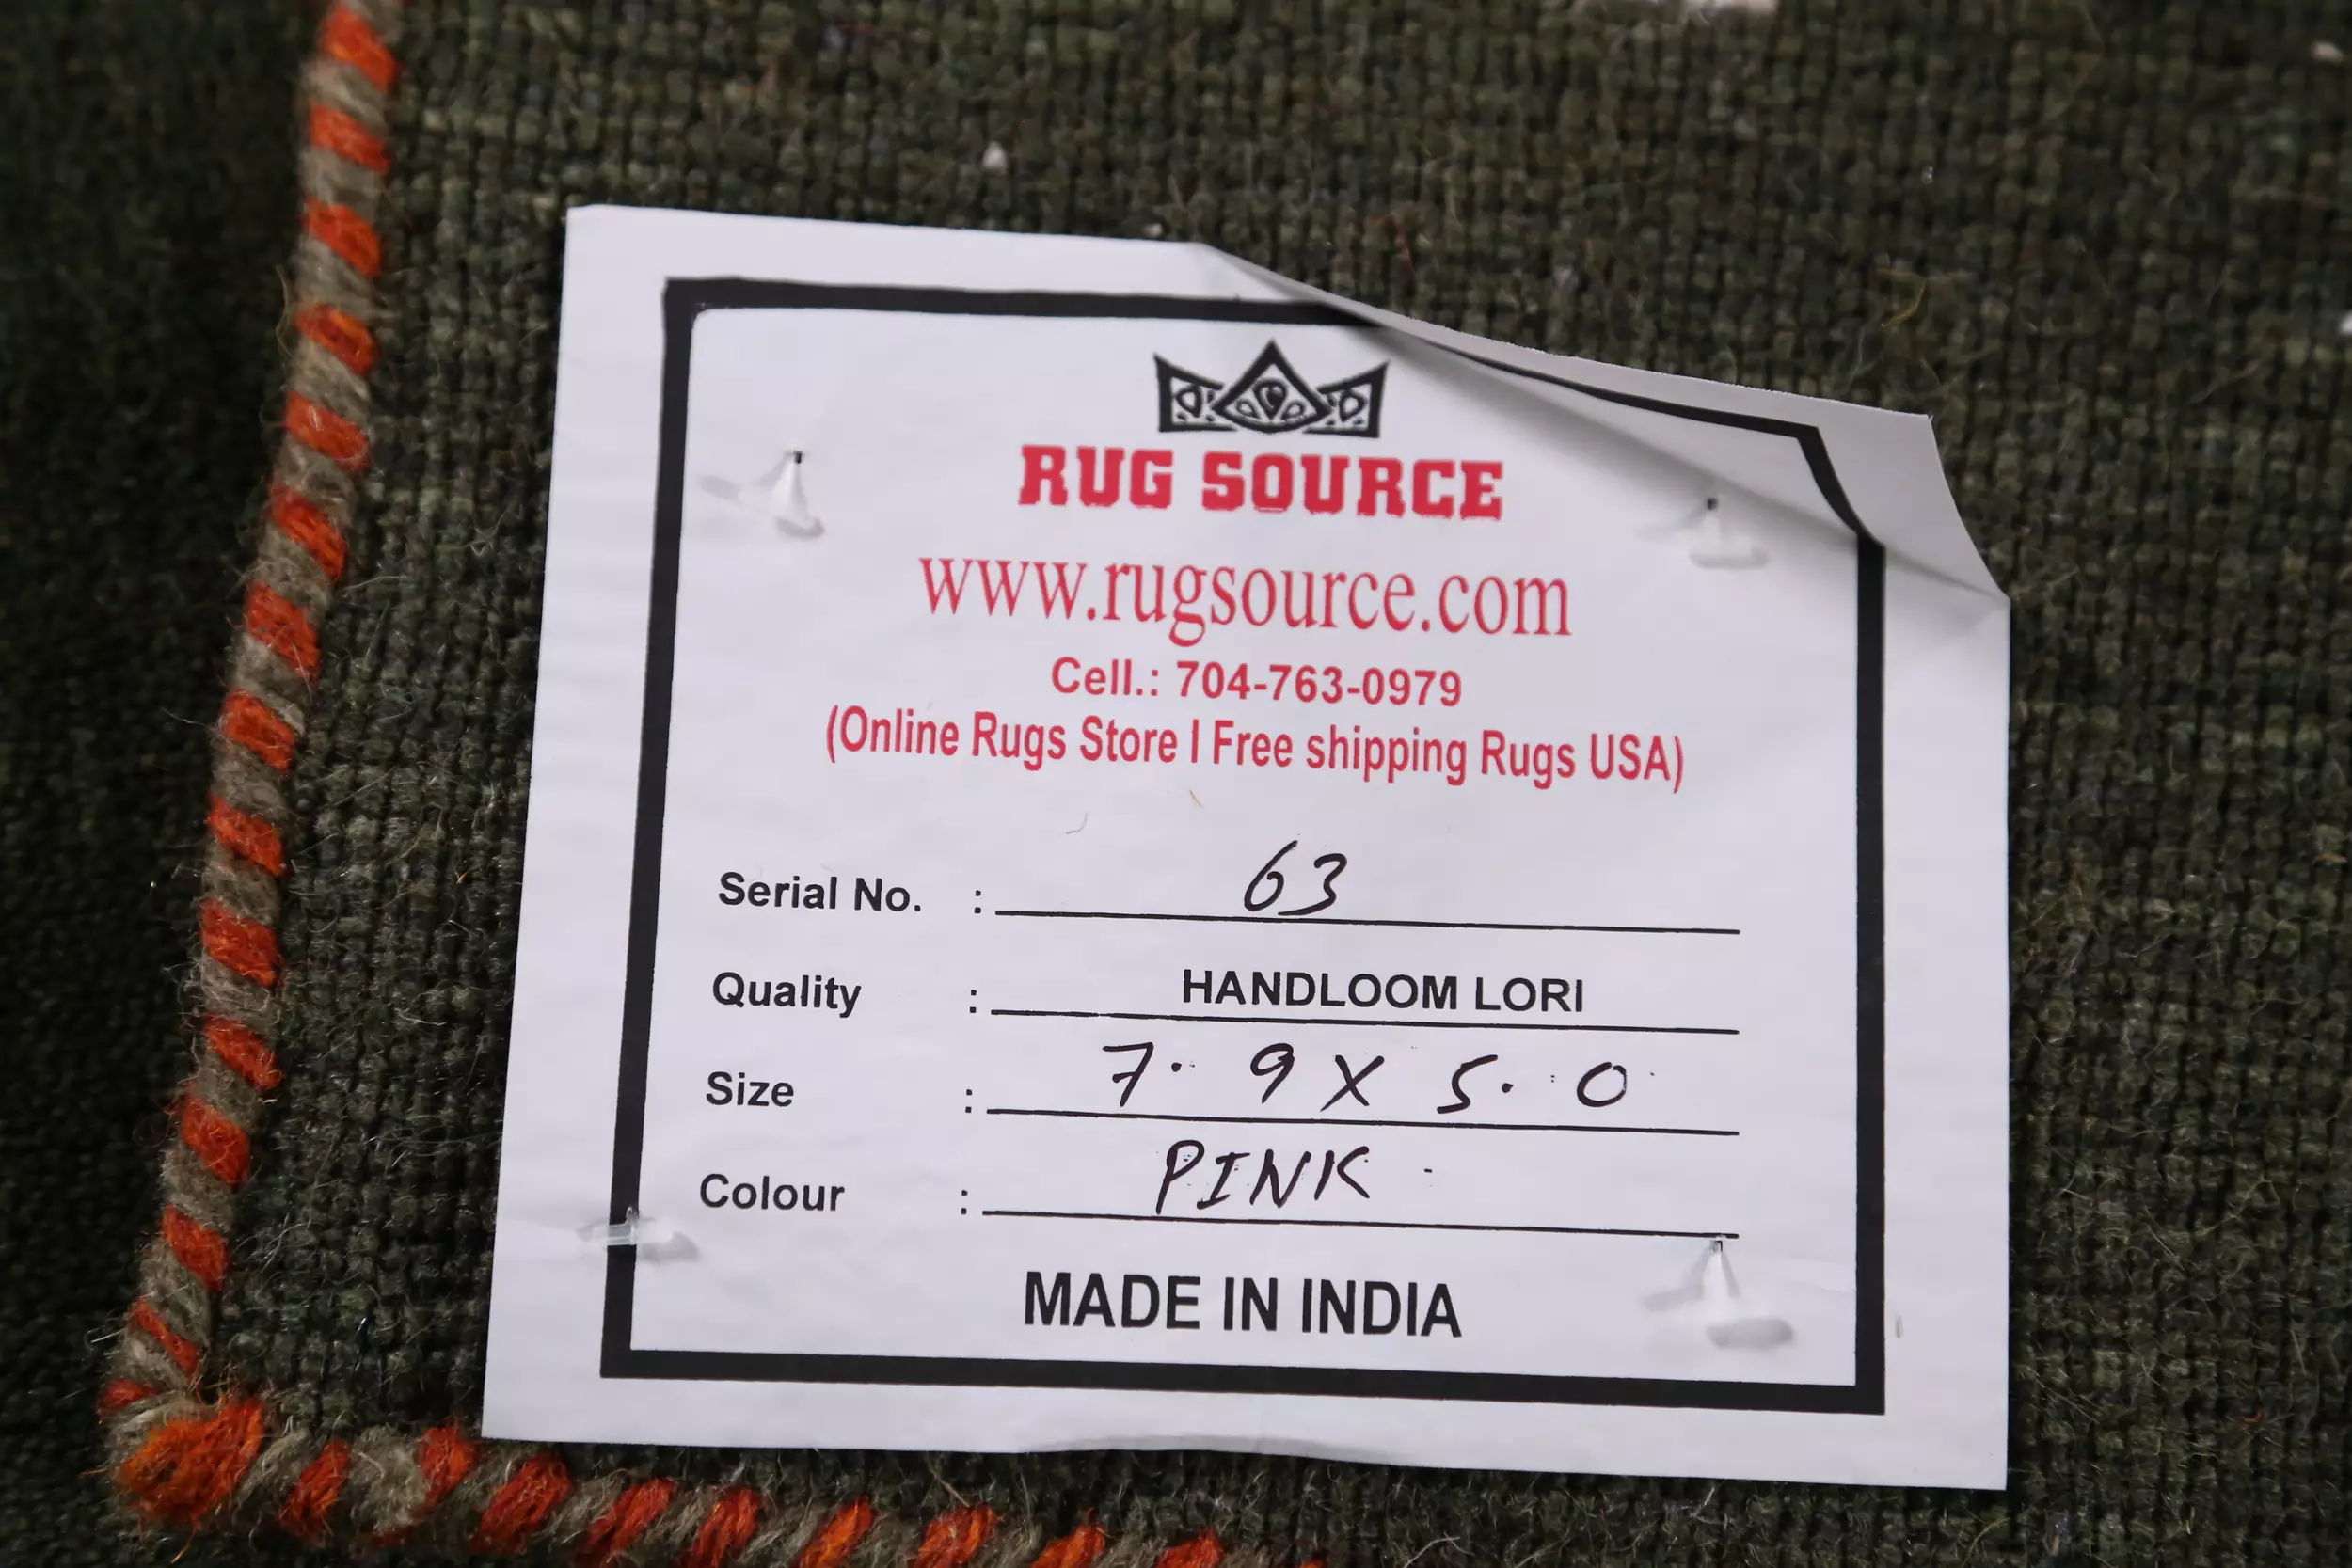 RUG SOURCE
www.rugsource.com
Cell.: 704-763-0979
(Online Rugs Store | Free shipping Rugs USA)
Serial No. : 63
Quality : HANDLOOM LORI
Size : 7.9 X 5.0
Colour : PINK
MADE IN INDIA